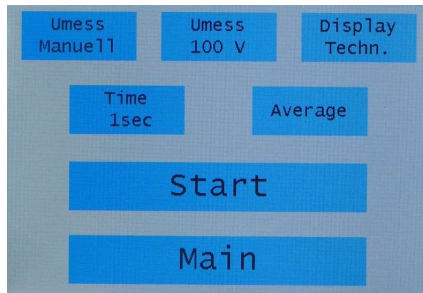 Umess
Manuell
Umess
100 V
Display
Techn.
Time
1sec
Average
Start
Main